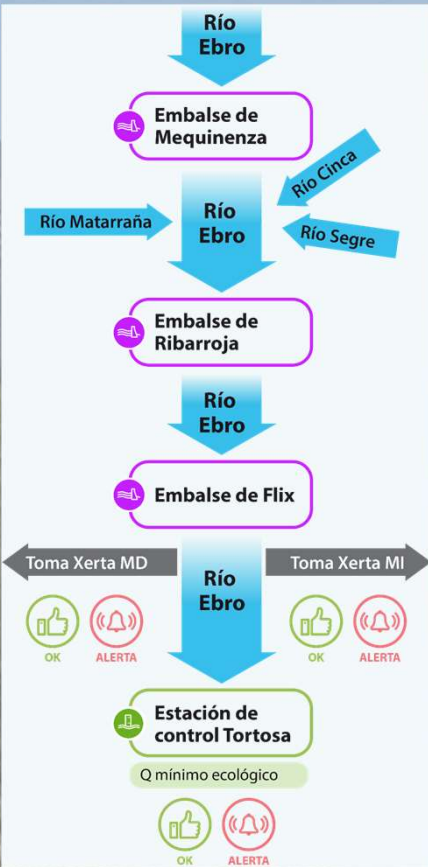 Río
Ebro
Embalse de
Mequinenza
Río Cinca
Río Matarraña
Río
Ebro
Río Segre
Embalse de
Ribarroja
Río
Ebro
Embalse de Flix
Toma Xerta MD
Toma Xerta MI
Río
Ebro
OK
ALERTA
OK
ALERTA
Estación de
control Tortosa
Q mínimo ecológico
OK
ALERTA